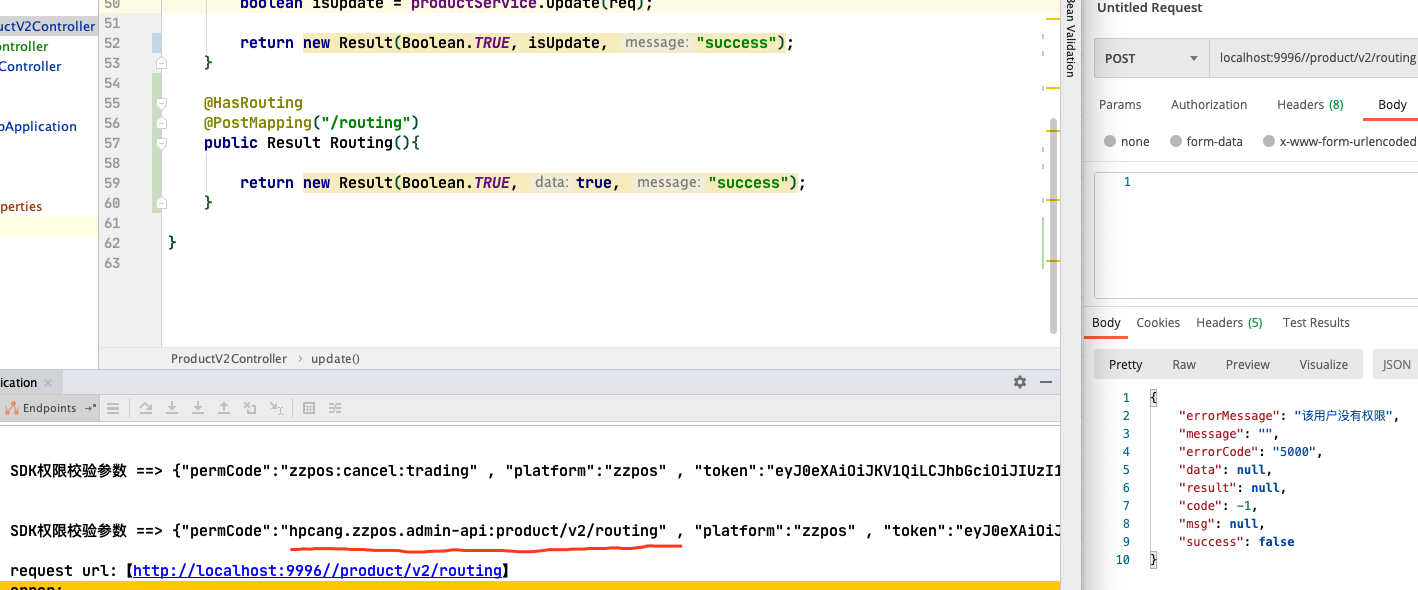 50 boolean isUpdate = productService.update(req);
51
52 return new Result(Boolean.TRUE, isUpdate, message: "success");
53 }
54
55 @HasRouting
56 @PostMapping("/routing")
57 public Result Routing(){
58
59 return new Result(Boolean.TRUE, data: true, message: "success");
60 }
61
62 }
63
uctV2Controller
ontroller
Controller
pApplication
perties
Bean Validation
ProductV2Controller › update()
ication ×
Endpoints
SDK权限校验参数 ==> {"permCode":"zzpos:cancel:trading" , "platform":"zzpos" , "token":"eyJ0eXAiOiJKV1QiLCJhbGciOiJIUzI1
SDK权限校验参数 ==> {"permCode":"hpcang.zzpos.admin-api:product/v2/routing" , "platform":"zzpos" , "token":"eyJ0eXAiOiJ
request url:【http://localhost:9996//product/v2/routing】
error:
Untitled Request
POST localhost:9996//product/v2/routing
Params Authorization Headers (8) Body
none form-data x-www-form-urlencoded
1
Body Cookies Headers (5) Test Results
Pretty Raw Preview Visualize JSON
1 {
2 "errorMessage": "该用户没有权限",
3 "message": "",
4 "errorCode": "5000",
5 "data": null,
6 "result": null,
7 "code": -1,
8 "msg": null,
9 "success": false
10 }